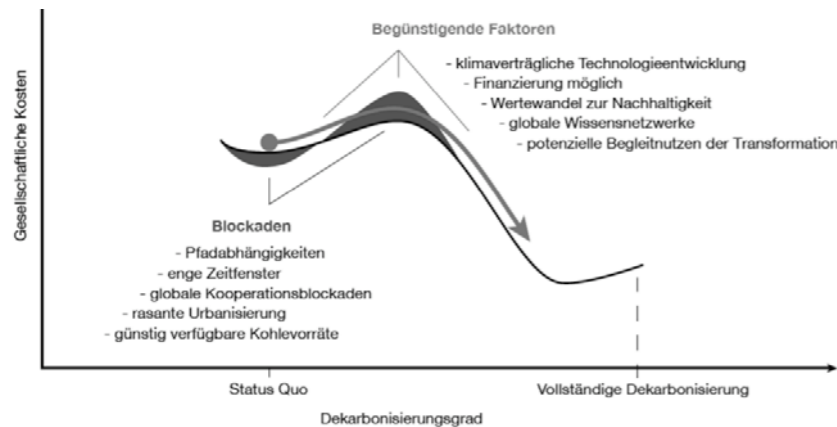 Begünstigende Faktoren
- klimaverträgliche Technologieentwicklung
- Finanzierung möglich
- Wertewandel zur Nachhaltigkeit
- globale Wissensnetzwerke
- potenzielle Begleitnutzen der Transformation
Gesellschaftliche Kosten
Blockaden
- Pfadabhängigkeiten
- enge Zeitfenster
- globale Kooperationsblockaden
- rasante Urbanisierung
- günstig verfügbare Kohlevorräte
Status Quo
Vollständige Dekarbonisierung
Dekarbonisierungsgrad